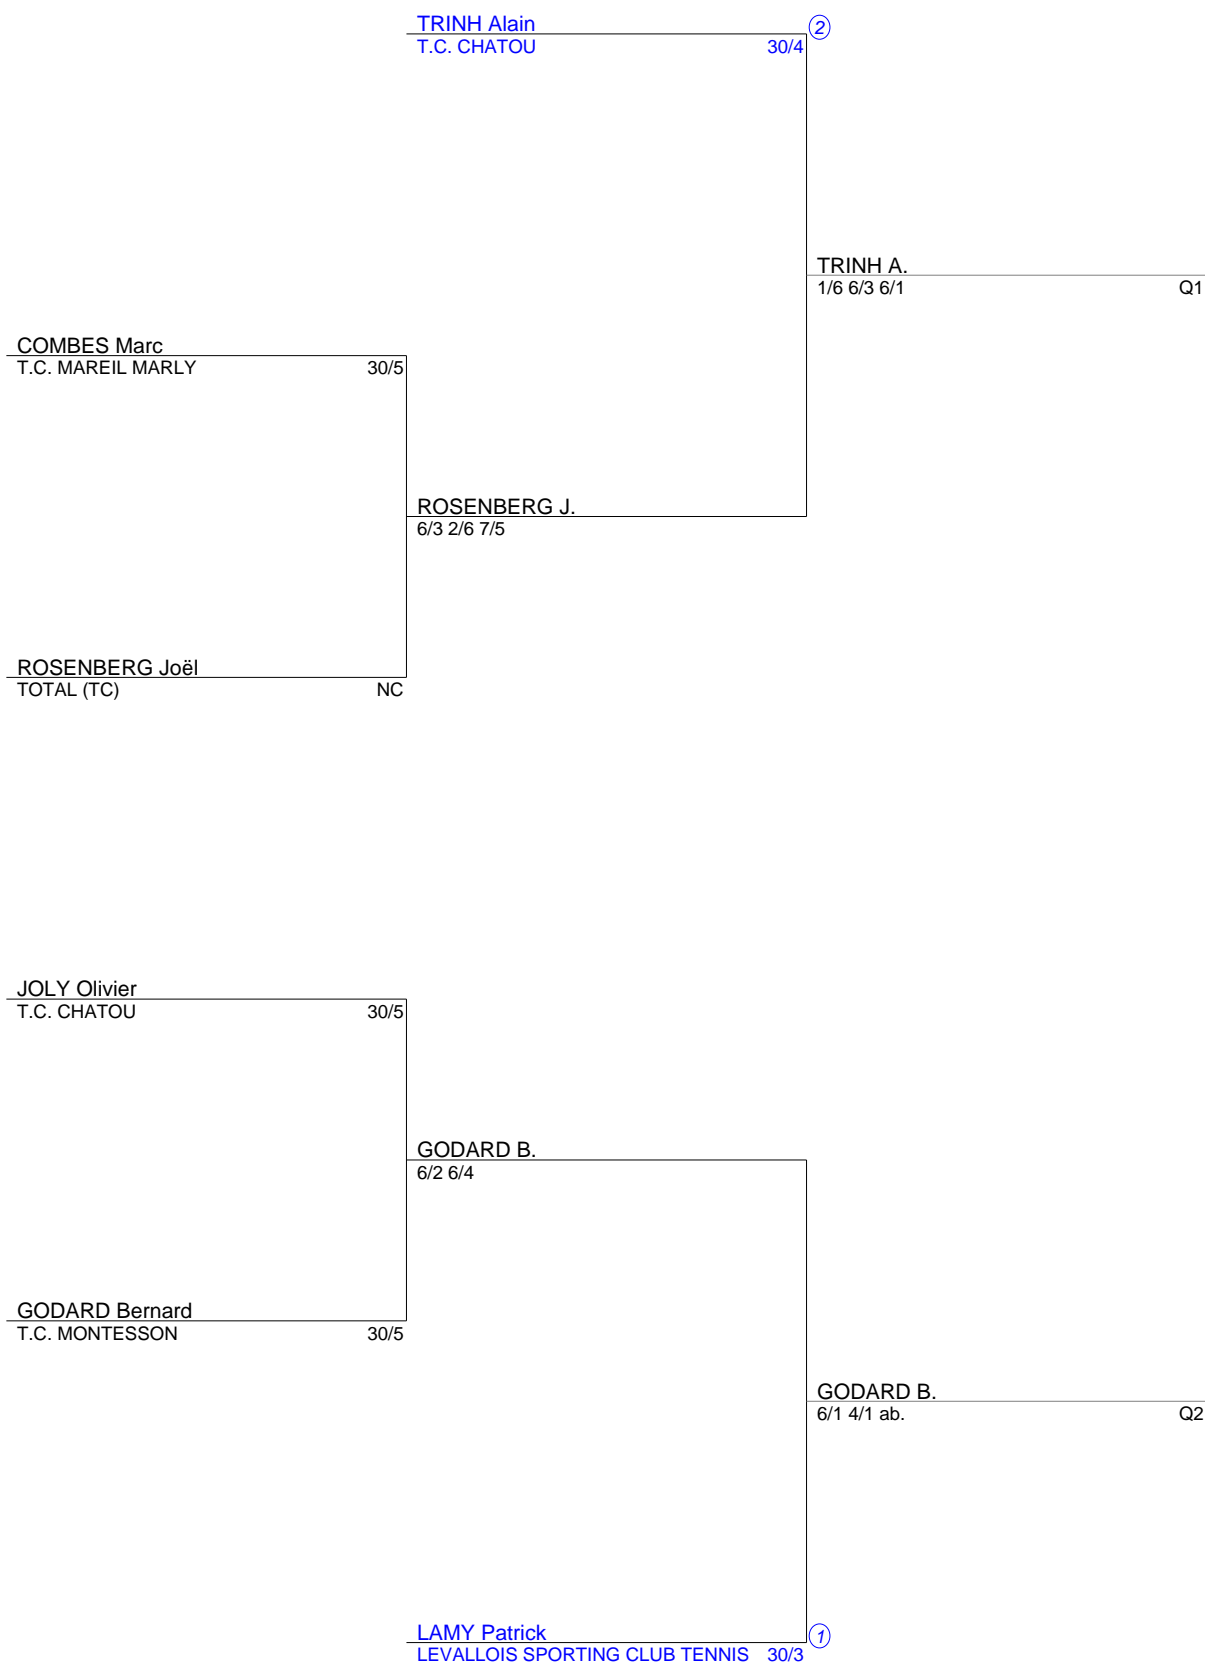 TRINH Alain
2
T.C. CHATOU 30/4
TRINH A.
1/6 6/3 6/1 Q1
COMBES Marc
T.C. MAREIL MARLY 30/5
ROSENBERG J.
6/3 2/6 7/5
ROSENBERG Joël
TOTAL (TC) NC
JOLY Olivier
T.C. CHATOU 30/5
GODARD B.
6/2 6/4
GODARD Bernard
T.C. MONTESSON 30/5
GODARD B.
6/1 4/1 ab. Q2
LAMY Patrick
1
LEVALLOIS SPORTING CLUB TENNIS 30/3